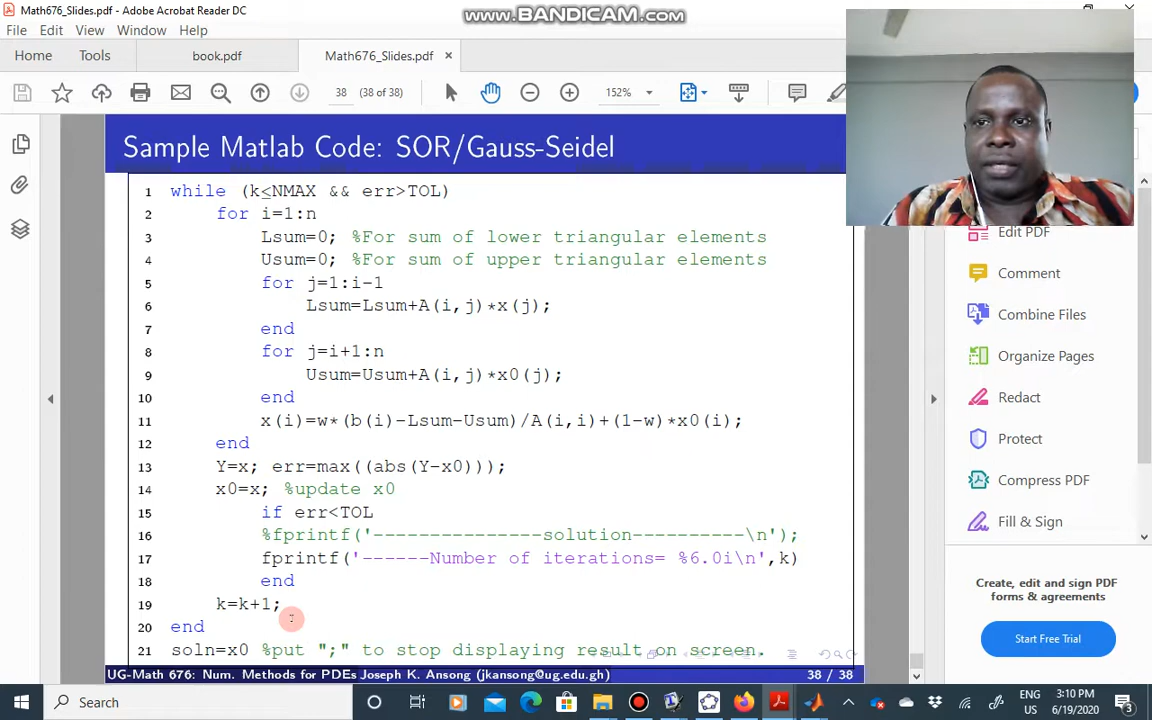 Math676_Slides.pdf - Adobe Acrobat Reader DC
www.BANDICAM.com
File Edit View Window Help
Home Tools book.pdf Math676_Slides.pdf ×
38 (38 of 38) 152%
Sample Matlab Code: SOR/Gauss-Seidel
1 while (k≤NMAX && err>TOL)
2 for i=1:n
3 Lsum=0; %For sum of lower triangular elements
4 Usum=0; %For sum of upper triangular elements
5 for j=1:i-1
6 Lsum=Lsum+A(i,j)*x(j);
7 end
8 for j=i+1:n
9 Usum=Usum+A(i,j)*x0(j);
10 end
11 x(i)=w*(b(i)-Lsum-Usum)/A(i,i)+(1-w)*x0(i);
12 end
13 Y=x; err=max((abs(Y-x0)));
14 x0=x; %update x0
15 if err<TOL
16 %fprintf('---------------solution----------\n');
17 fprintf('------Number of iterations= %6.0i\n',k)
18 end
19 k=k+1;
20 end
21 soln=x0 %put ";" to stop displaying result on screen.
UG-Math 676: Num. Methods for PDEs Joseph K. Ansong (jkansong@ug.edu.gh) 38 / 38
Edit PDF
Comment
Combine Files
Organize Pages
Redact
Protect
Compress PDF
Fill & Sign
Create, edit and sign PDF
forms & agreements
Start Free Trial
Search
ENG
US
3:10 PM
6/19/2020
3